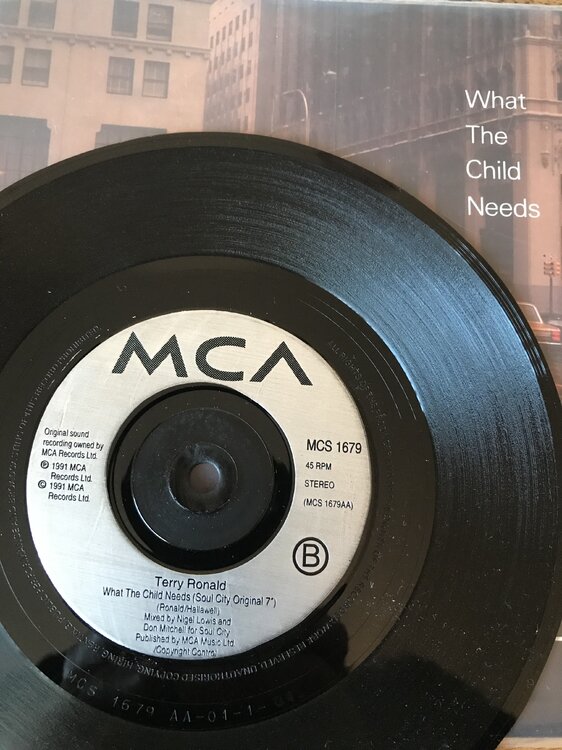 What
The
Child
Needs
MCA
Original sound
recording owned by
MCA Records Ltd.
℗ 1991 MCA
Records Ltd.
© 1991 MCA
Records Ltd.
MCS 1679
45 RPM
STEREO
(MCS 1679AA)
B
Terry Ronald
What The Child Needs (Soul City Original 7")
(Ronald/Hallawell)
Mixed by Nigel Lowis and
Don Mitchell for Soul City
Published by MCA Music Ltd
(Copyright Control)
UNAUTHORISED COPYING, HIRING,
MCS 1679 AA-01-1-